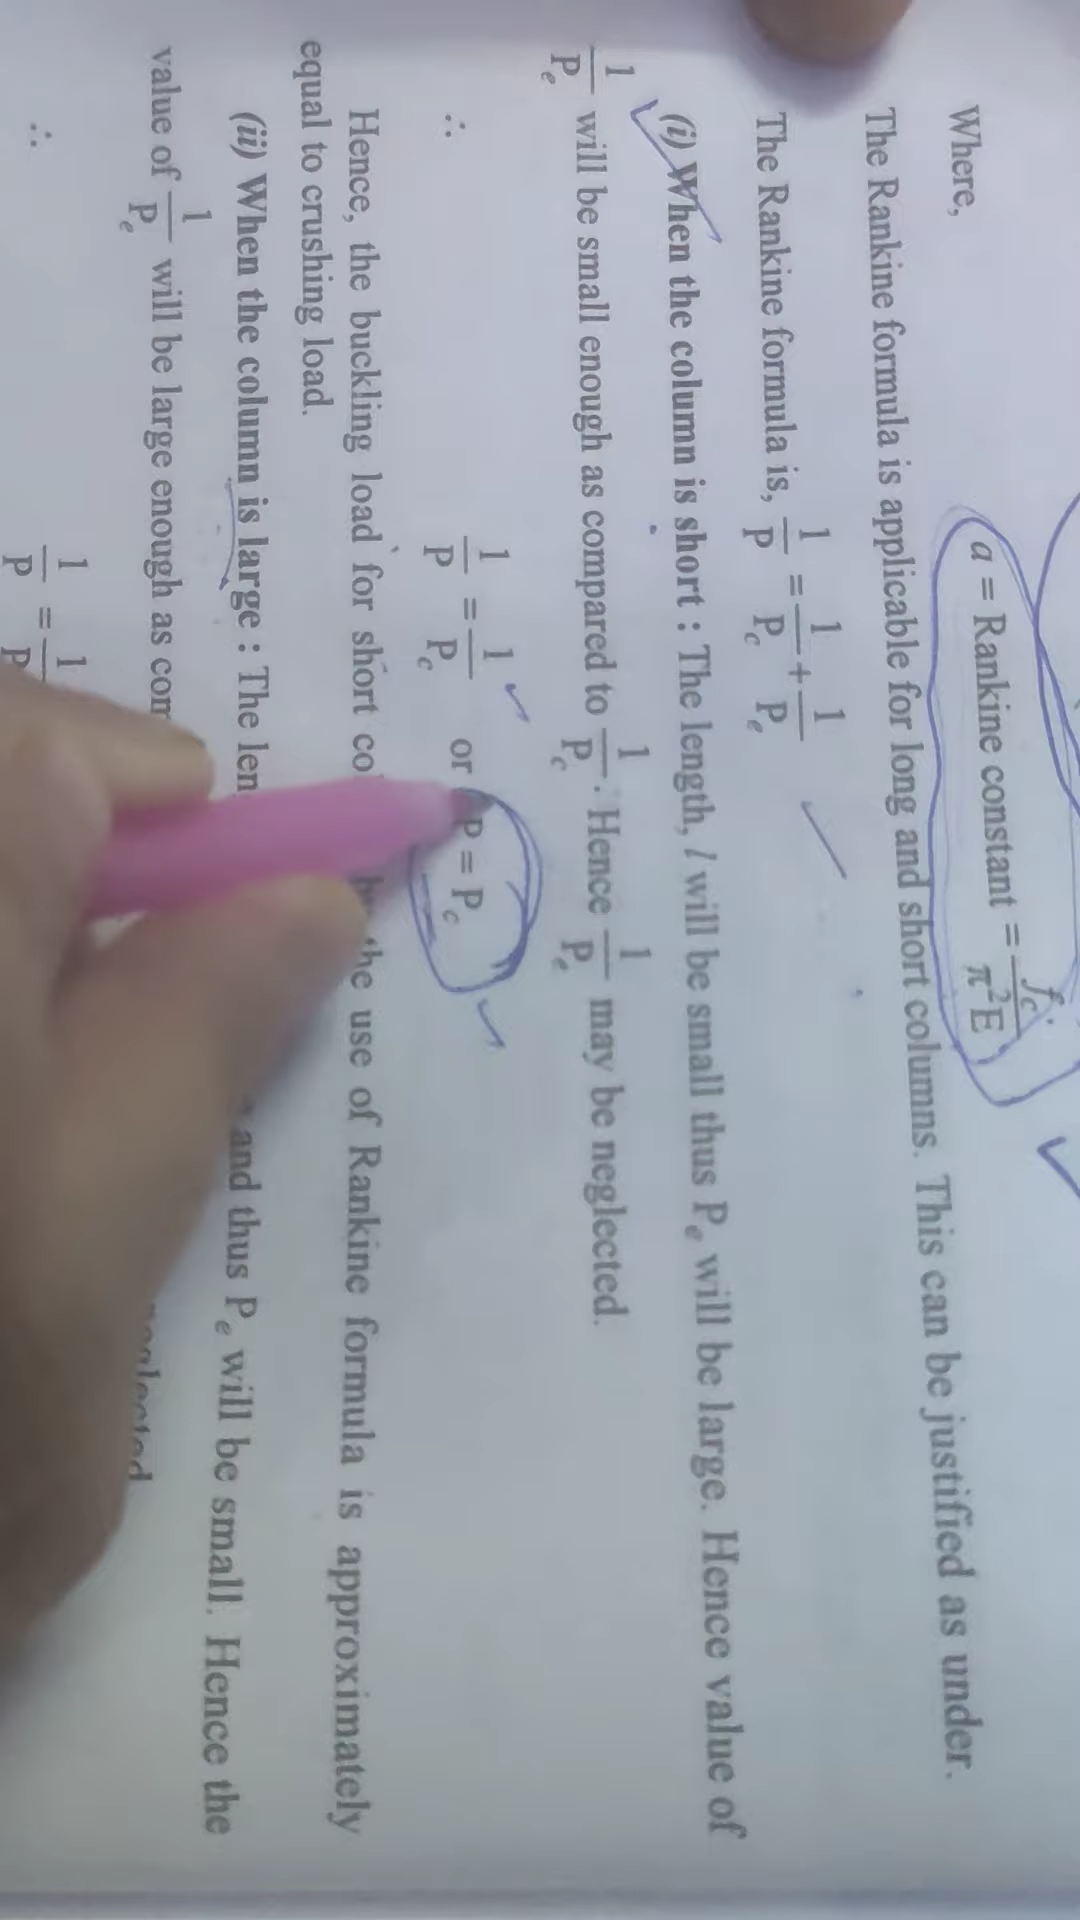 Where,
a = Rankine constant = f_c / π²E .
The Rankine formula is applicable for long and short columns. This can be justified as under.
The Rankine formula is, 1/P = 1/P_c + 1/P_e
(i) When the column is short : The length, l will be small thus P_e will be large. Hence value of
1/P_e will be small enough as compared to 1/P_c . Hence 1/P_e may be neglected.
∴ 1/P = 1/P_c or P = P_c
Hence, the buckling load for short the use of Rankine formula is approximately
equal to crushing load.
(ii) When the column is large : The and thus P_e will be small. Hence the
value of 1/P_e will be large enough as neglected
∴ 1/P = 1